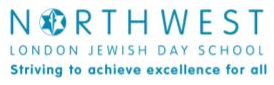 NORTHWEST
LONDON JEWISH DAY SCHOOL
Striving to achieve excellence for all